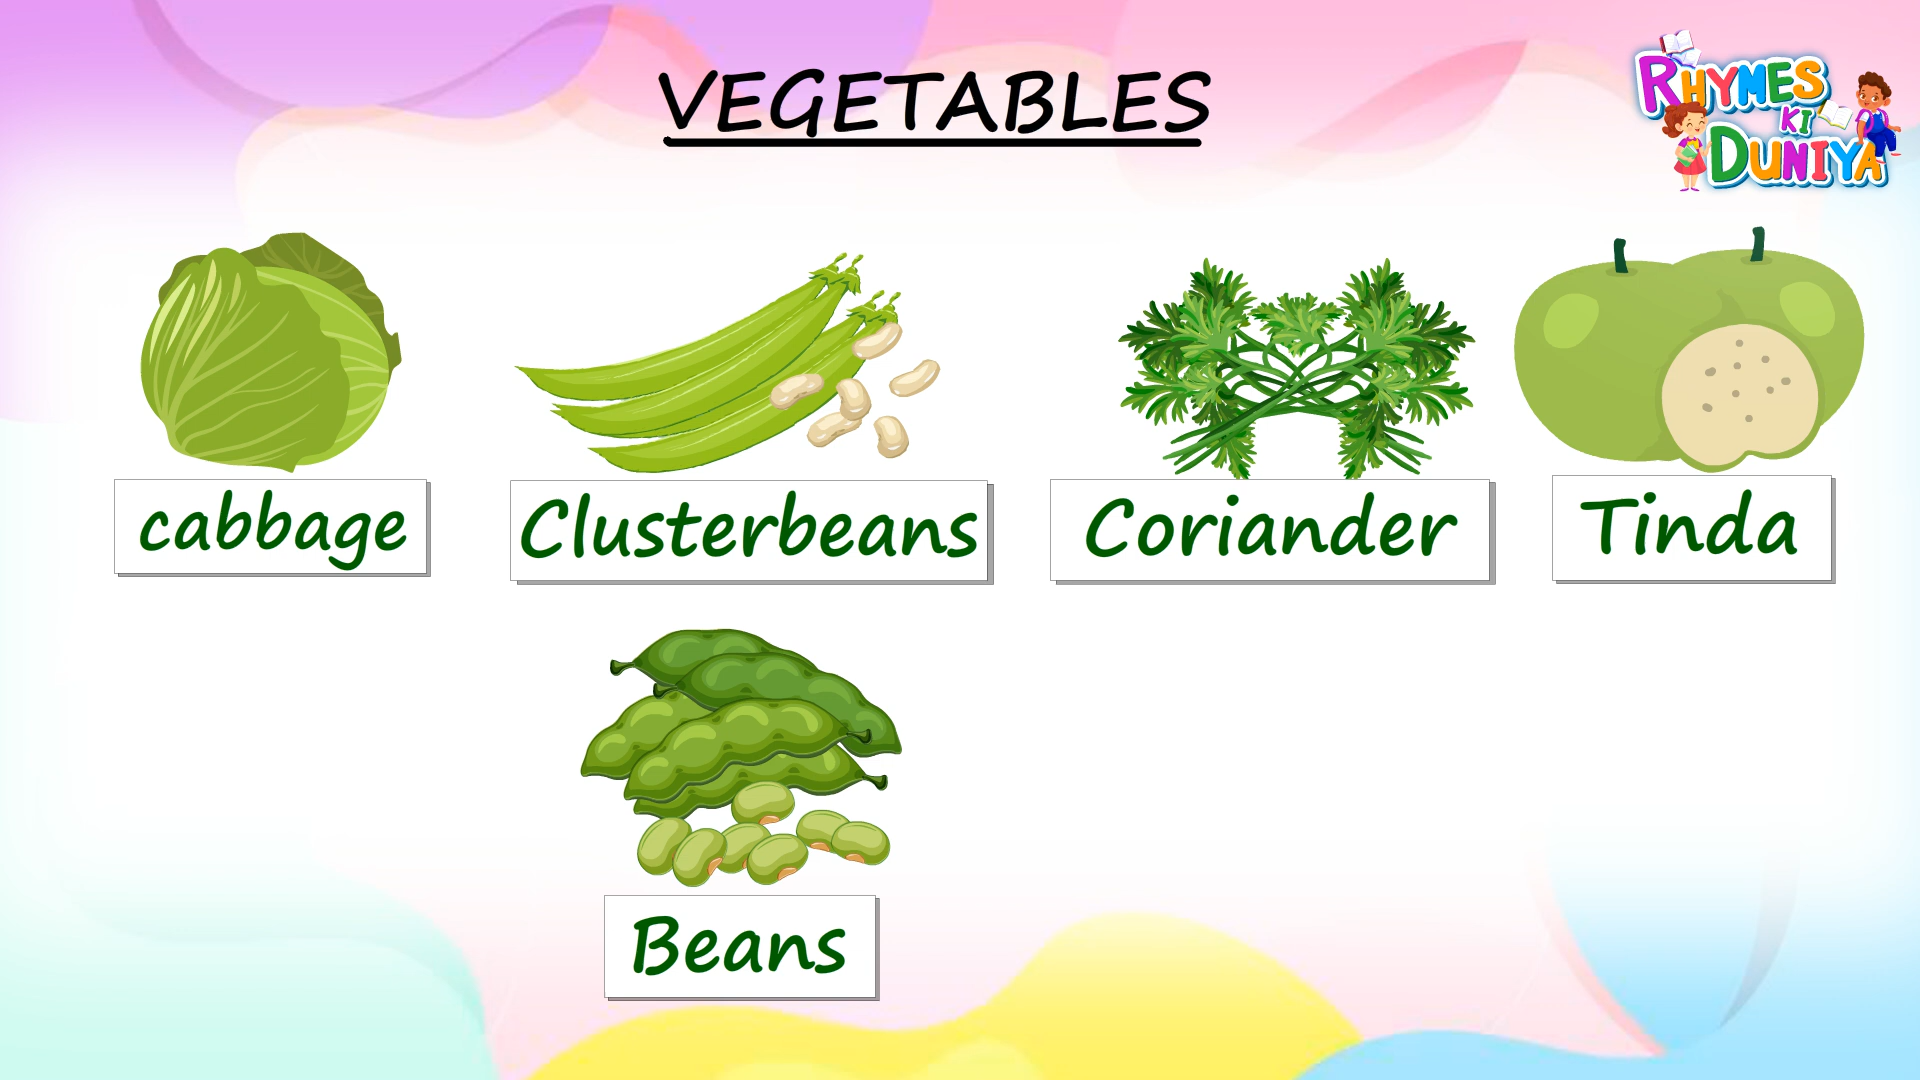 VEGETABLES
RHYMES
KI
DUNIYA
cabbage
Clusterbeans
Coriander
Tinda
Beans